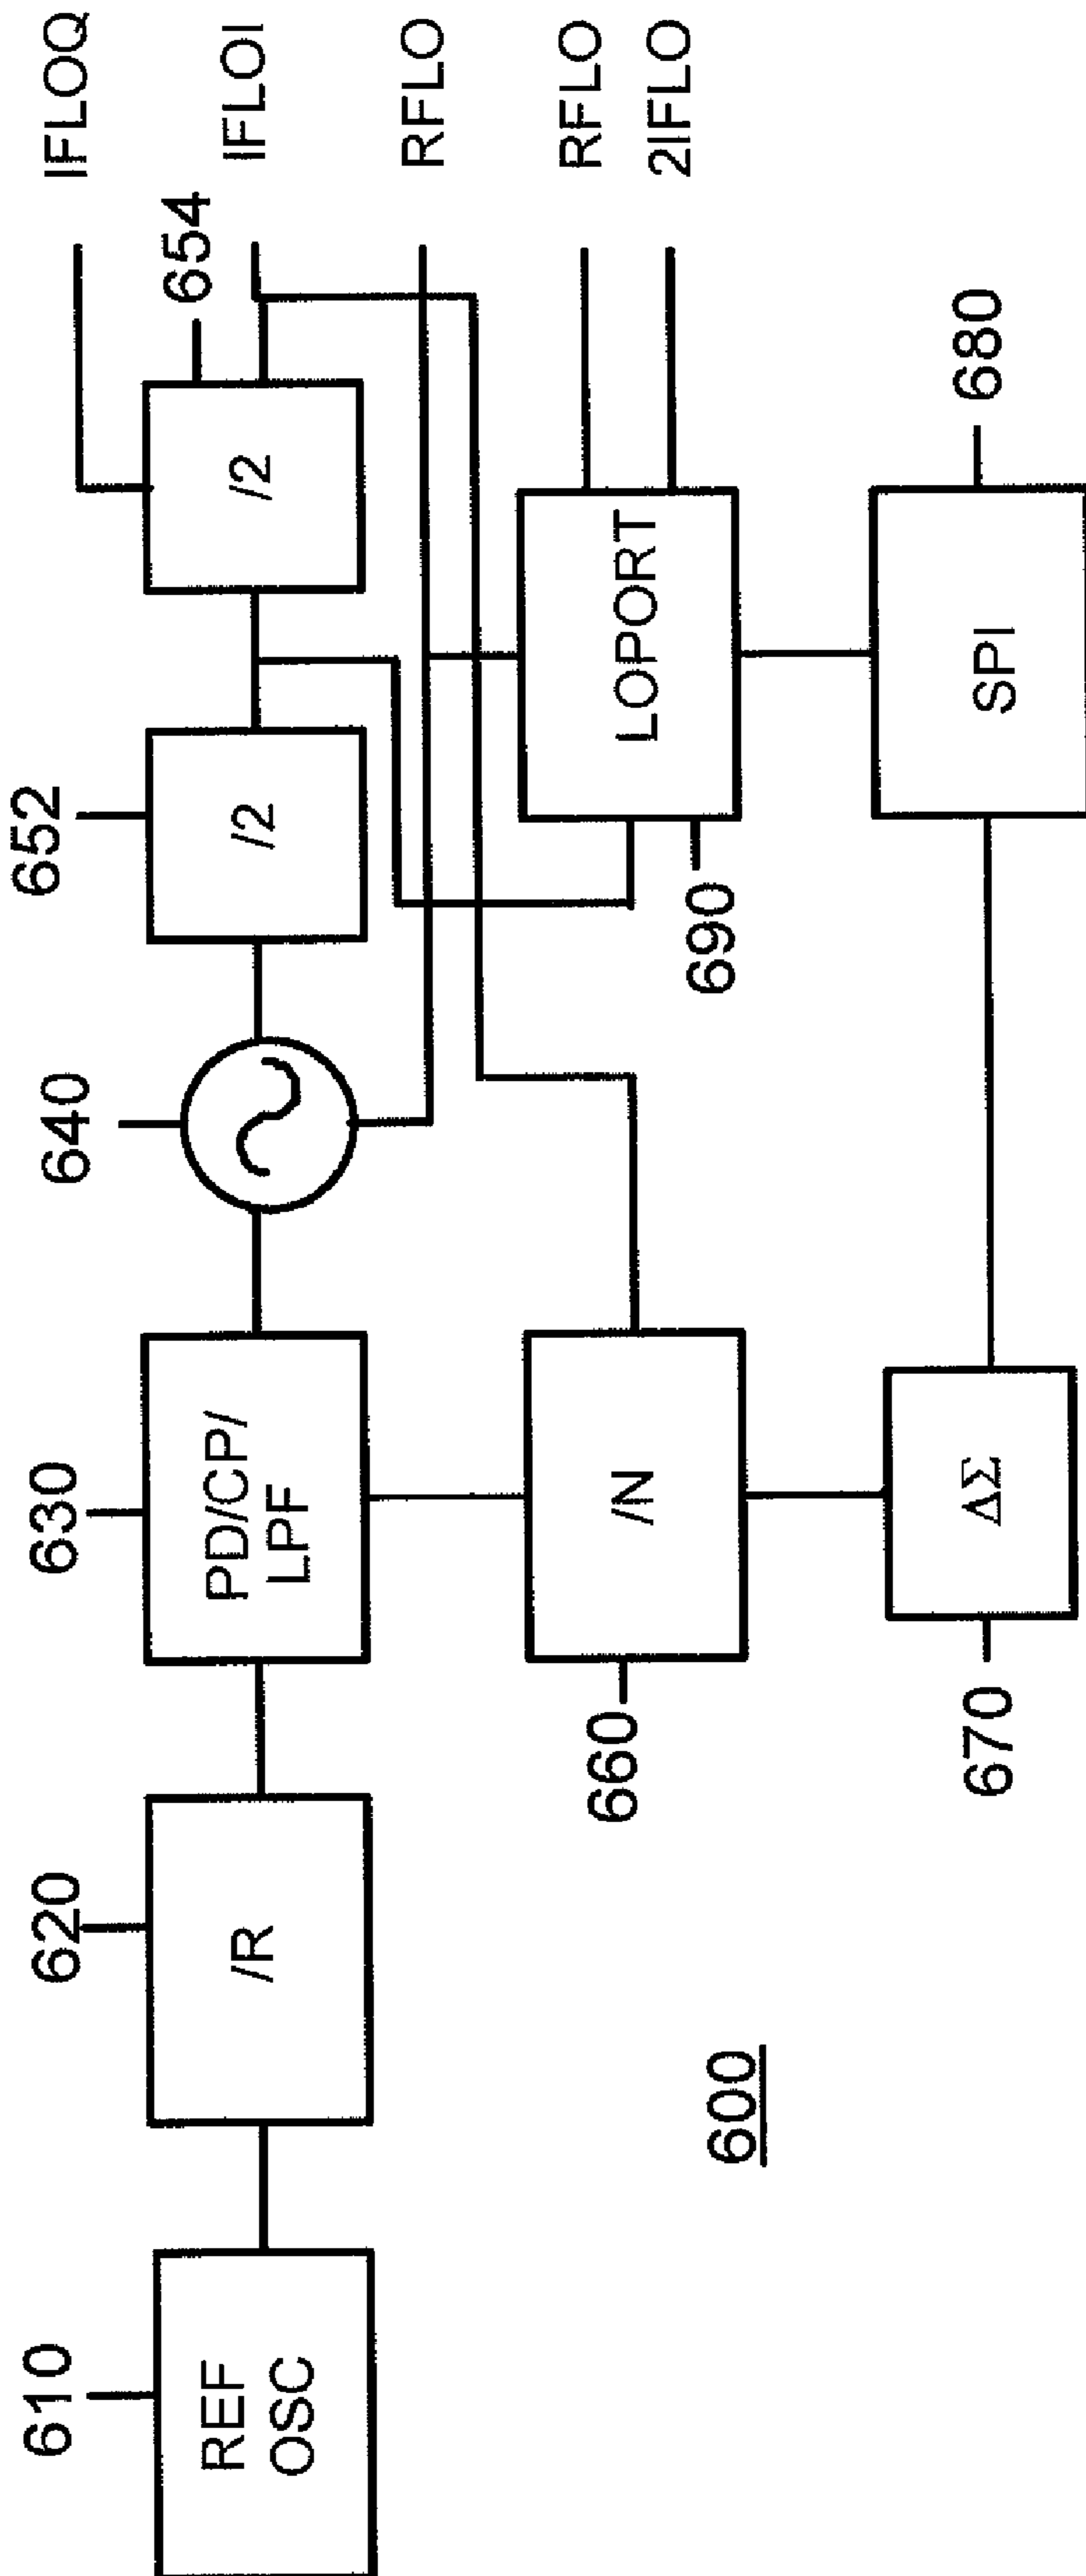 610
620
630
640
652
654
IFLOQ
REF
OSC
/R
PD/CP/
LPF
/2
/2
IFLOI
RFLO
660
/N
690
LOPORT
RFLO
2IFLO
600
670
ΔΣ
SPI
680